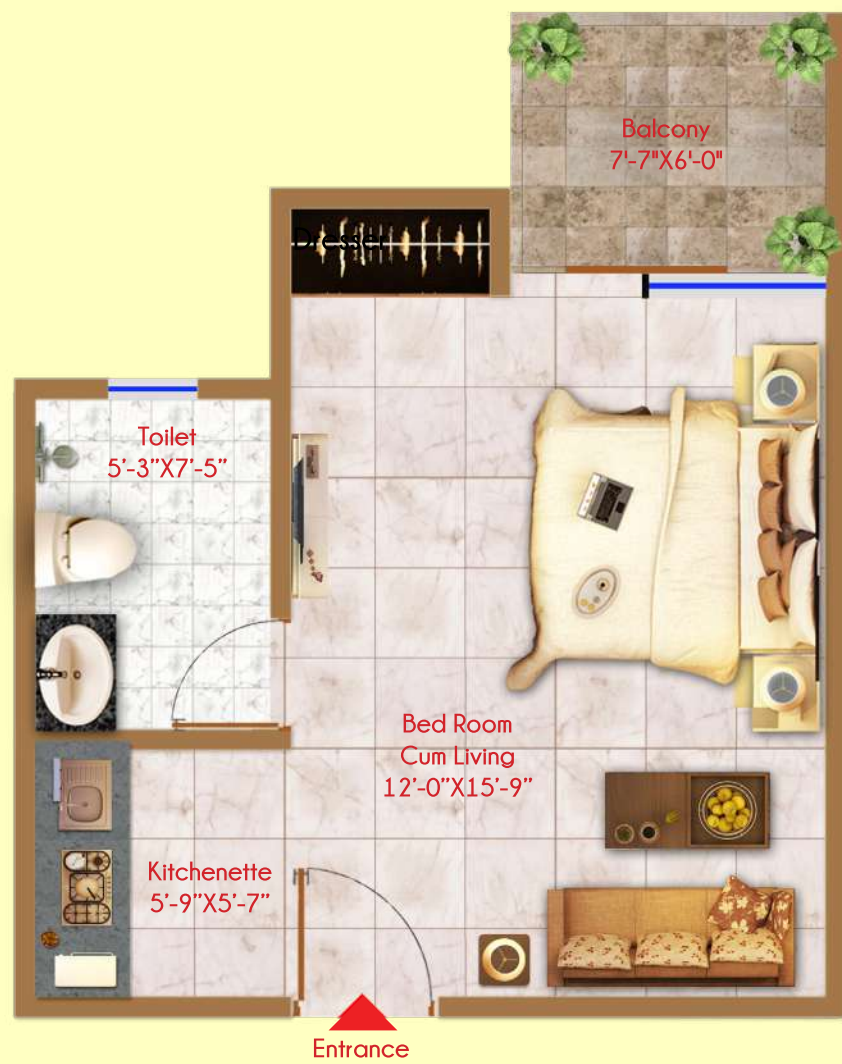 Balcony
7'-7"X6'-0"
Dresser
Toilet
5'-3"X7'-5"
Bed Room
Cum Living
12'-0"X15'-9"
Kitchenette
5'-9"X5'-7"
Entrance